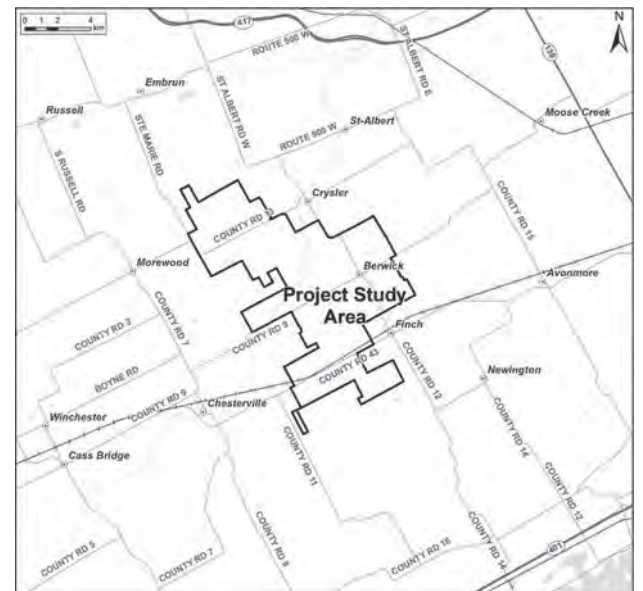 0 1 2 4
km
417
N
ROUTE 500 W
ST ALBERT RD E
138
Embrun
ST ALBERT RD W
Russell
STE MARIE RD
St-Albert
Moose Creek
ROUTE 900 W
S RUSSELL RD
Crysler
COUNTY RD
COUNTY RD 15
Morewood
Berwick
Avonmore
Project Study
Area
COUNTY RD 3
COUNTY RD 7
COUNTY RD 9
Finch
BOYNE RD
COUNTY RD 43
COUNTY RD 12
Newington
COUNTY RD 9
Chesterville
Winchester
Cass Bridge
COUNTY RD 11
COUNTY RD 14
COUNTY RD 12
COUNTY RD 8
COUNTY RD 18
COUNTY RD 5
COUNTY RD 7
COUNTY RD 14
401